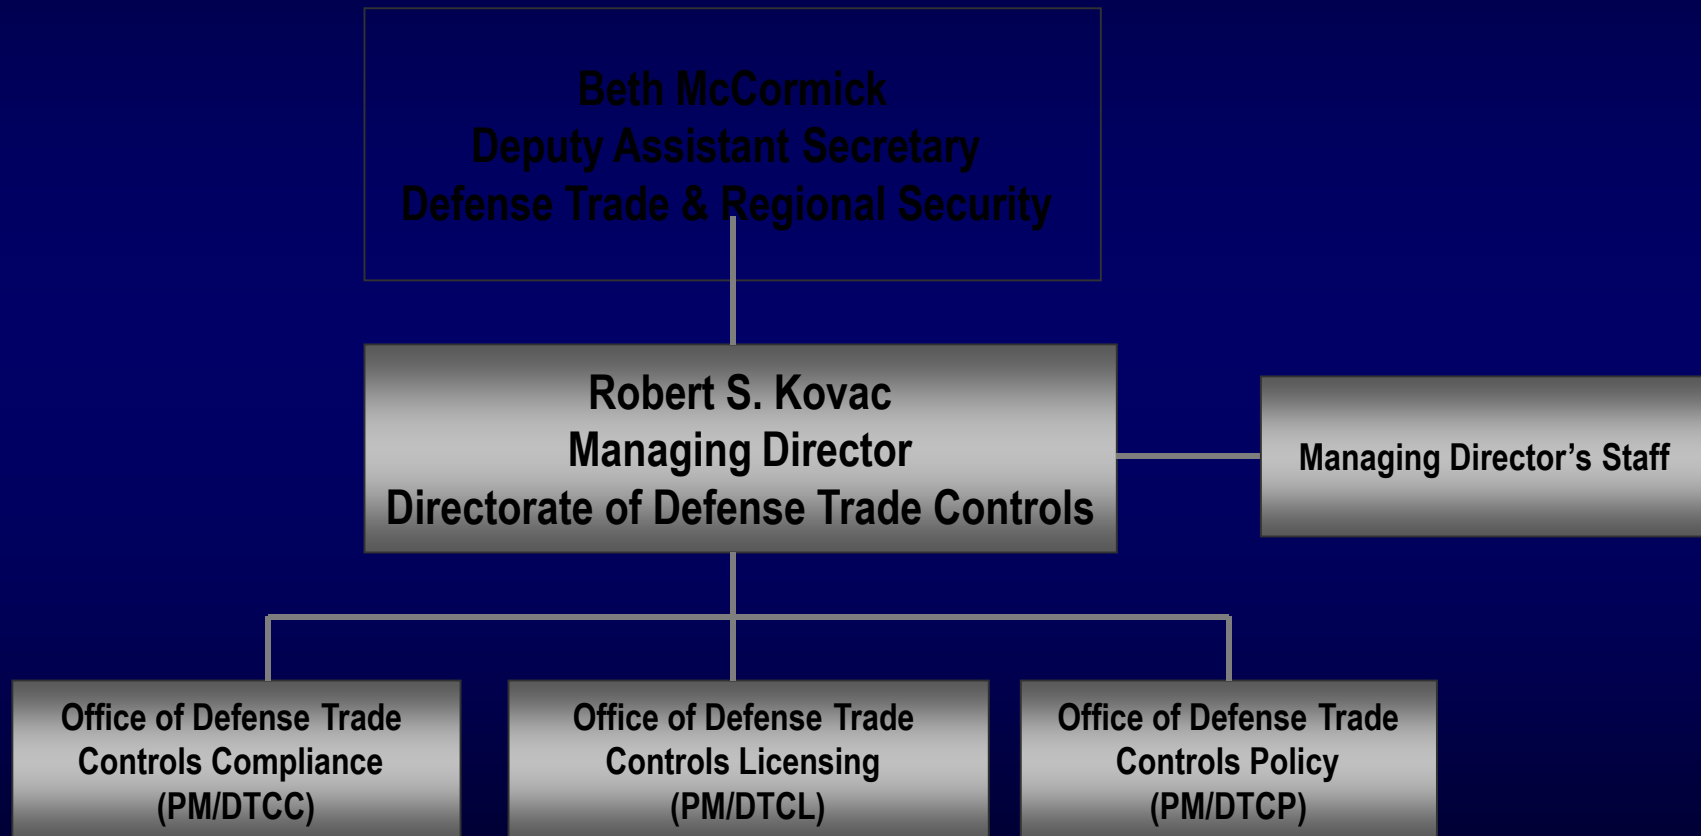 Beth McCormick
Deputy Assistant Secretary
Defense Trade & Regional Security
Robert S. Kovac
Managing Director
Directorate of Defense Trade Controls
Managing Director’s Staff
Office of Defense Trade
Controls Compliance
(PM/DTCC)
Office of Defense Trade
Controls Licensing
(PM/DTCL)
Office of Defense Trade
Controls Policy
(PM/DTCP)